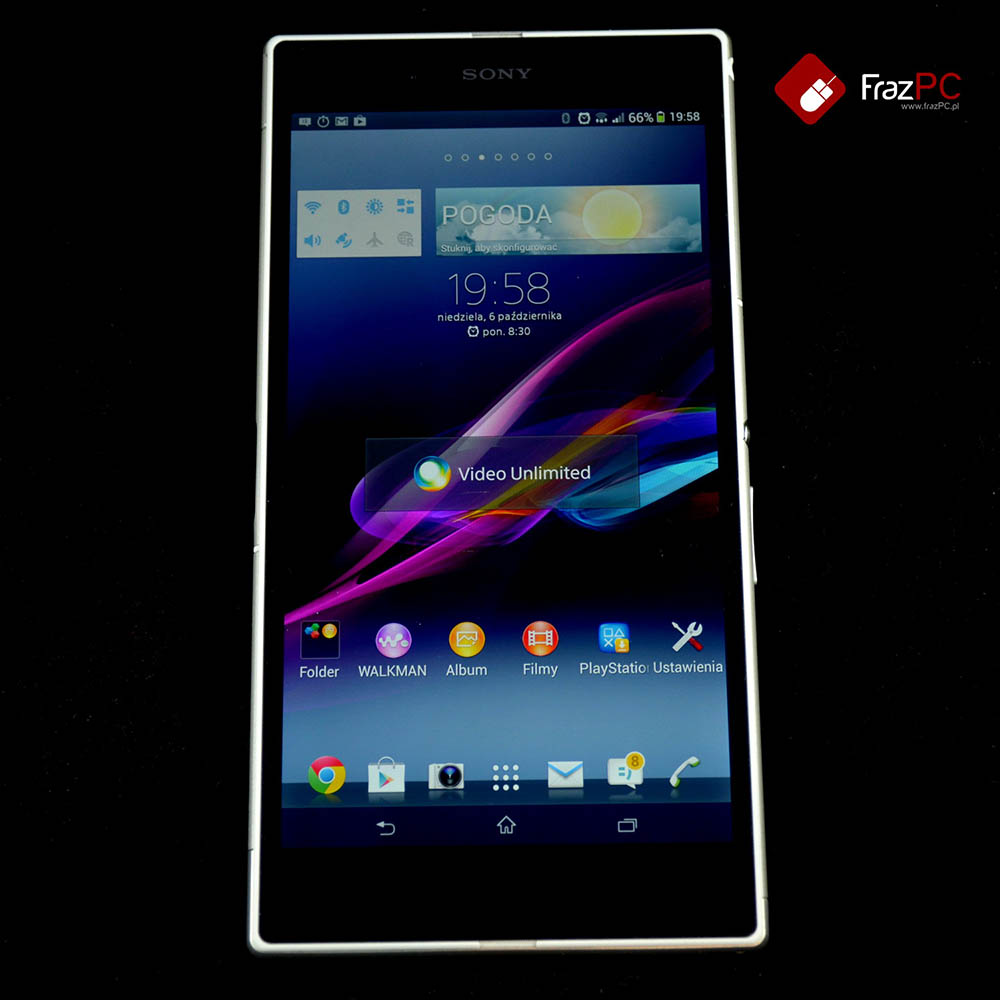 SONY
FrazPC
www.frazPC.pl
66% 19:58
POGODA
Stuknij, aby skonfigurować
19:58
niedziela, 6 października
pon. 8:30
Video Unlimited
Folder WALKMAN Album Filmy PlayStatio Ustawienia
8